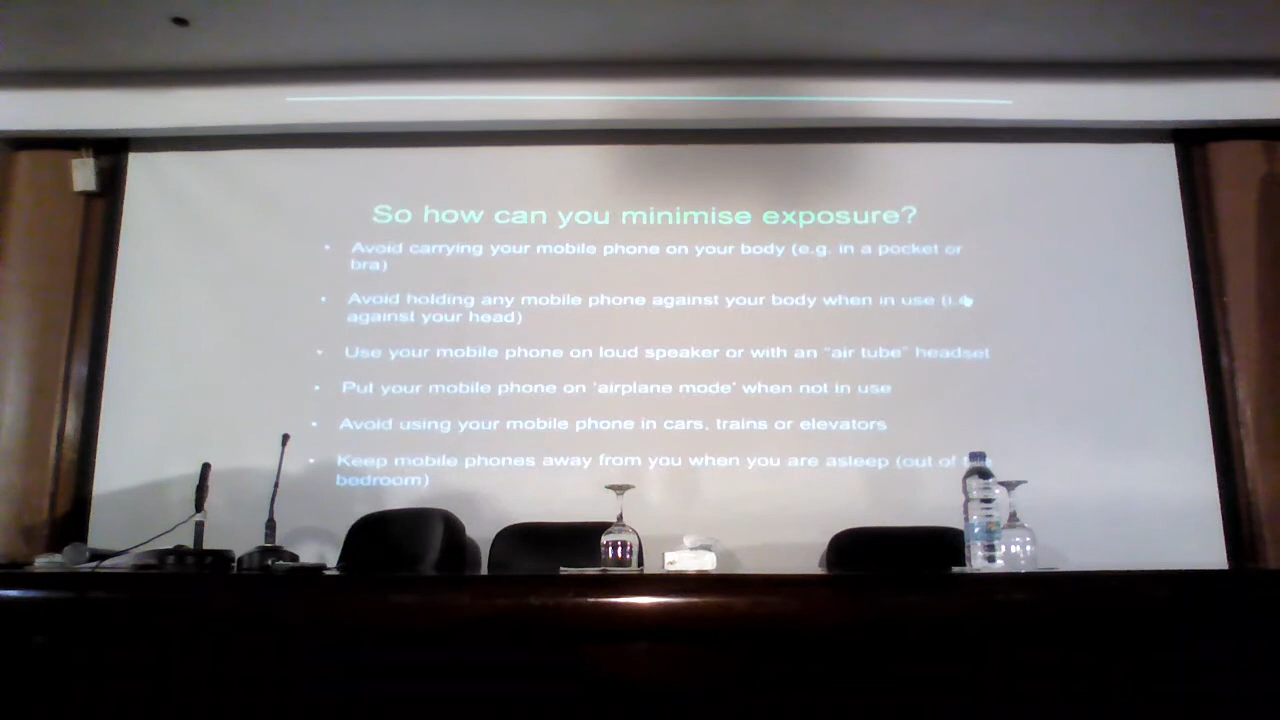 So how can you minimise exposure?
• Avoid carrying your mobile phone on your body (e.g. in a pocket or
bra)
• Avoid holding any mobile phone against your body when in use (i.e
against your head)
• Use your mobile phone on loud speaker or with an "air tube" headset
• Put your mobile phone on 'airplane mode' when not in use
• Avoid using your mobile phone in cars, trains or elevators
• Keep mobile phones away from you when you are asleep (out of the
bedroom)